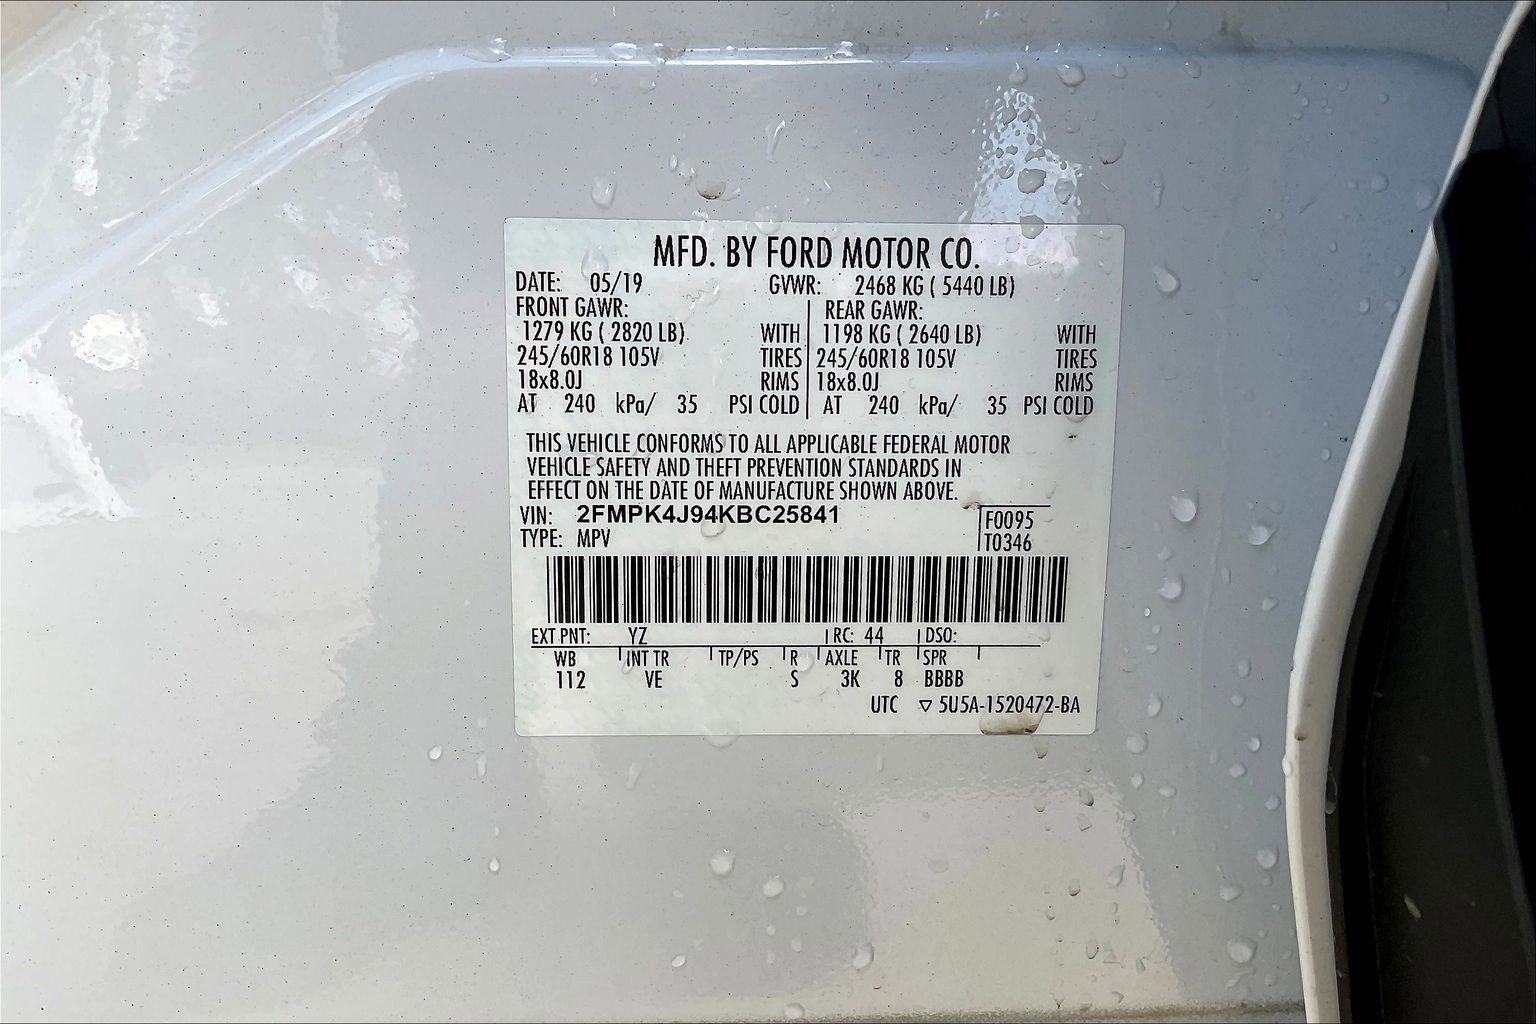 MFD. BY FORD MOTOR CO.
DATE: 05/19 GVWR: 2468 KG ( 5440 LB)
FRONT GAWR: REAR GAWR:
1279 KG ( 2820 LB) WITH 1198 KG ( 2640 LB) WITH
245/60R18 105V TIRES 245/60R18 105V TIRES
18x8.0J RIMS 18x8.0J RIMS
AT 240 kPa/ 35 PSI COLD AT 240 kPa/ 35 PSI COLD
THIS VEHICLE CONFORMS TO ALL APPLICABLE FEDERAL MOTOR
VEHICLE SAFETY AND THEFT PREVENTION STANDARDS IN
EFFECT ON THE DATE OF MANUFACTURE SHOWN ABOVE.
VIN: 2FMPK4J94KBC25841 F0095
TYPE: MPV T0346
EXT PNT: YZ RC: 44 DSO:
WB INT TR TP/PS R AXLE TR SPR
112 VE S 3K 8 BBBB
UTC ▽ 5U5A-1520472-BA